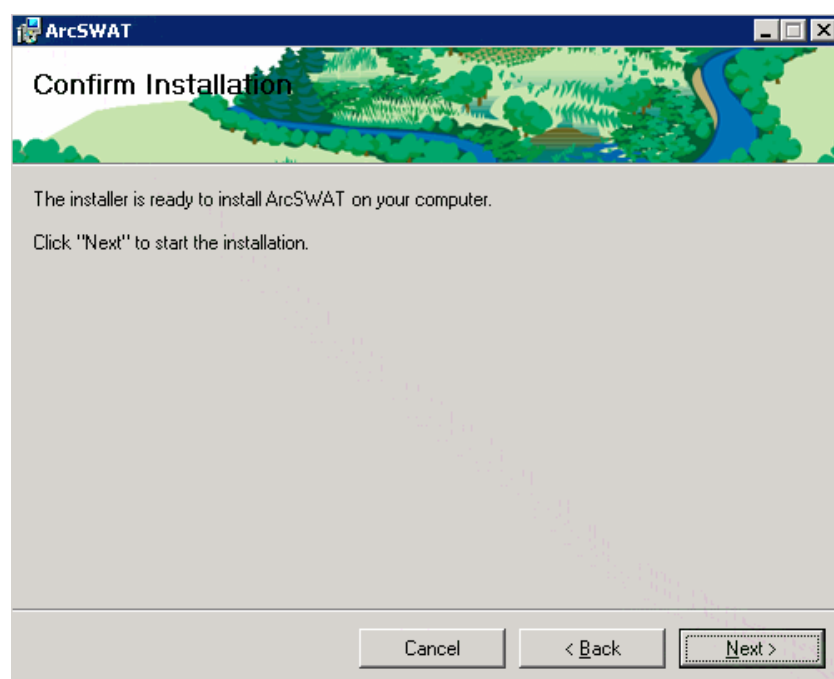 ArcSWAT
Confirm Installation
The installer is ready to install ArcSWAT on your computer.
Click "Next" to start the installation.
Cancel
< Back
Next >